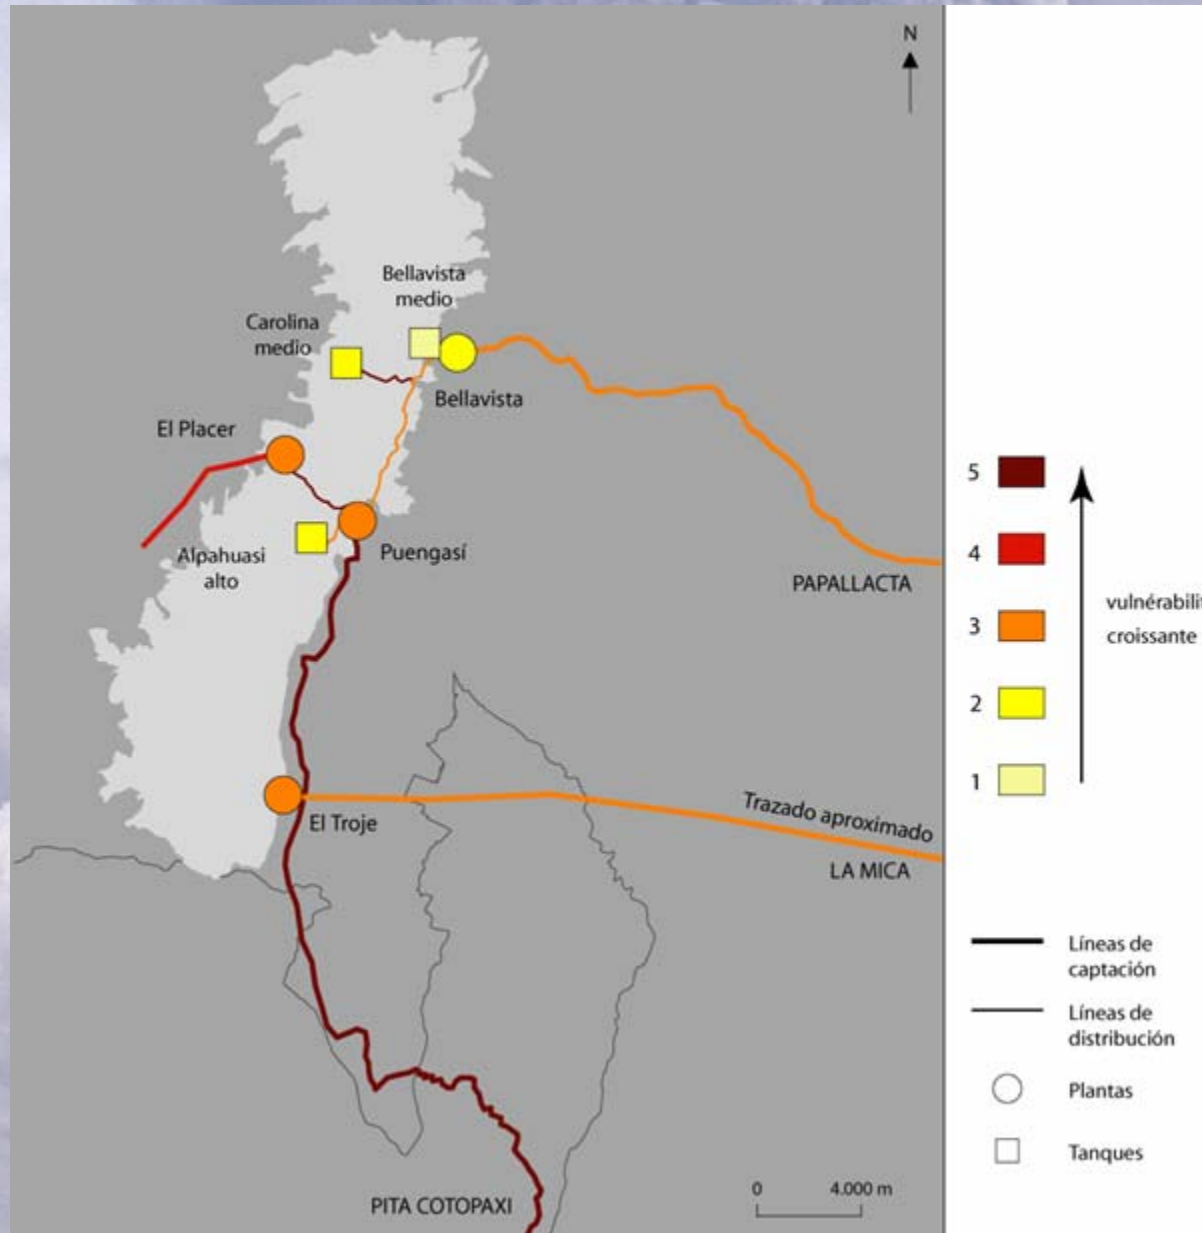 N
Bellavista
medio
Carolina
medio
Bellavista
El Placer
Alpahuasi
alto
Puengasí
PAPALLACTA
El Troje
Trazado aproximado
LA MICA
PITA COTOPAXI
0 4.000 m
5
4
3
2
1
vulnérabilit
croissante
Líneas de
captación
Líneas de
distribución
Plantas
Tanques